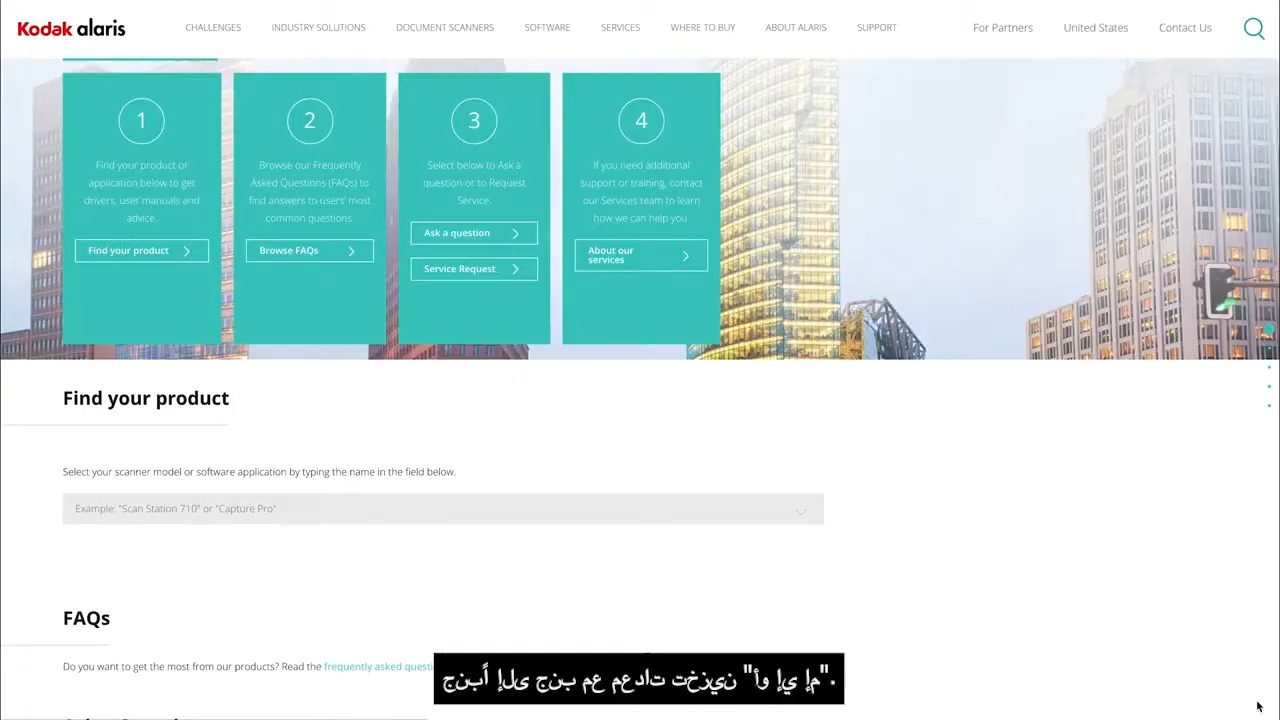 Kodak alaris
CHALLENGES INDUSTRY SOLUTIONS DOCUMENT SCANNERS SOFTWARE SERVICES WHERE TO BUY ABOUT ALARIS SUPPORT For Partners United States Contact Us
1
Find your product or
application below to get
drivers, user manuals and
advice.
Find your product
2
Browse our Frequently
Asked Questions (FAQs) to
find answers to users' most
common questions
Browse FAQs
3
Select below to Ask a
question or to Request
Service.
Ask a question
Service Request
4
If you need additional
support or training, contact
our Services team to learn
how we can help you
About our
services
Find your product
Select your scanner model or software application by typing the name in the field below.
Example: "Scan Station 710" or "Capture Pro"
FAQs
Do you want to get the most from our products? Read the frequently asked questi
جنباً إلى جنب مع معدات تخزين "أو إي إم".